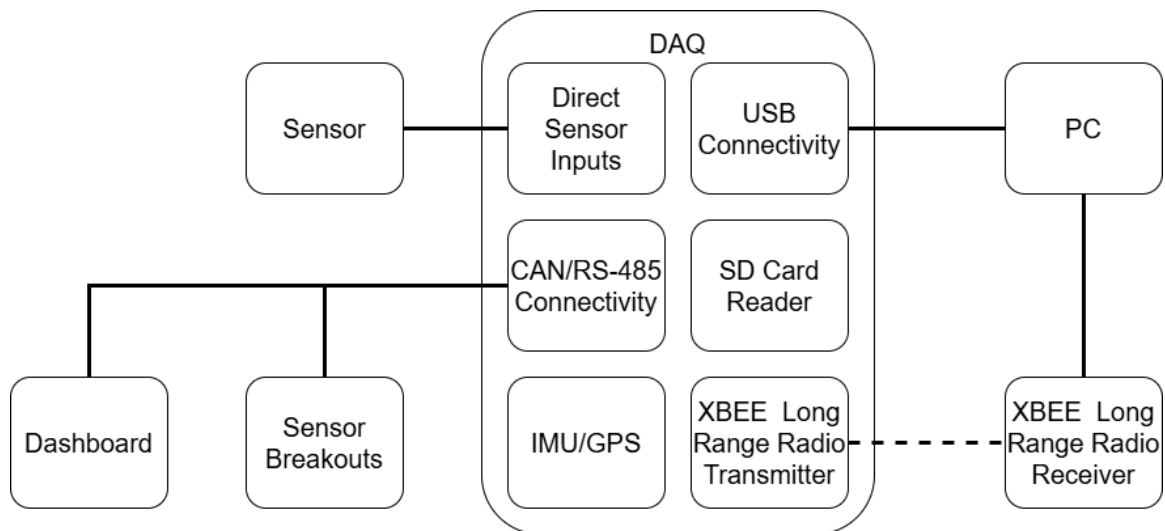 DAQ
Sensor
Direct
Sensor
Inputs
USB
Connectivity
PC
CAN/RS-485
Connectivity
SD Card
Reader
Dashboard
Sensor
Breakouts
IMU/GPS
XBEE Long
Range Radio
Transmitter
XBEE Long
Range Radio
Receiver